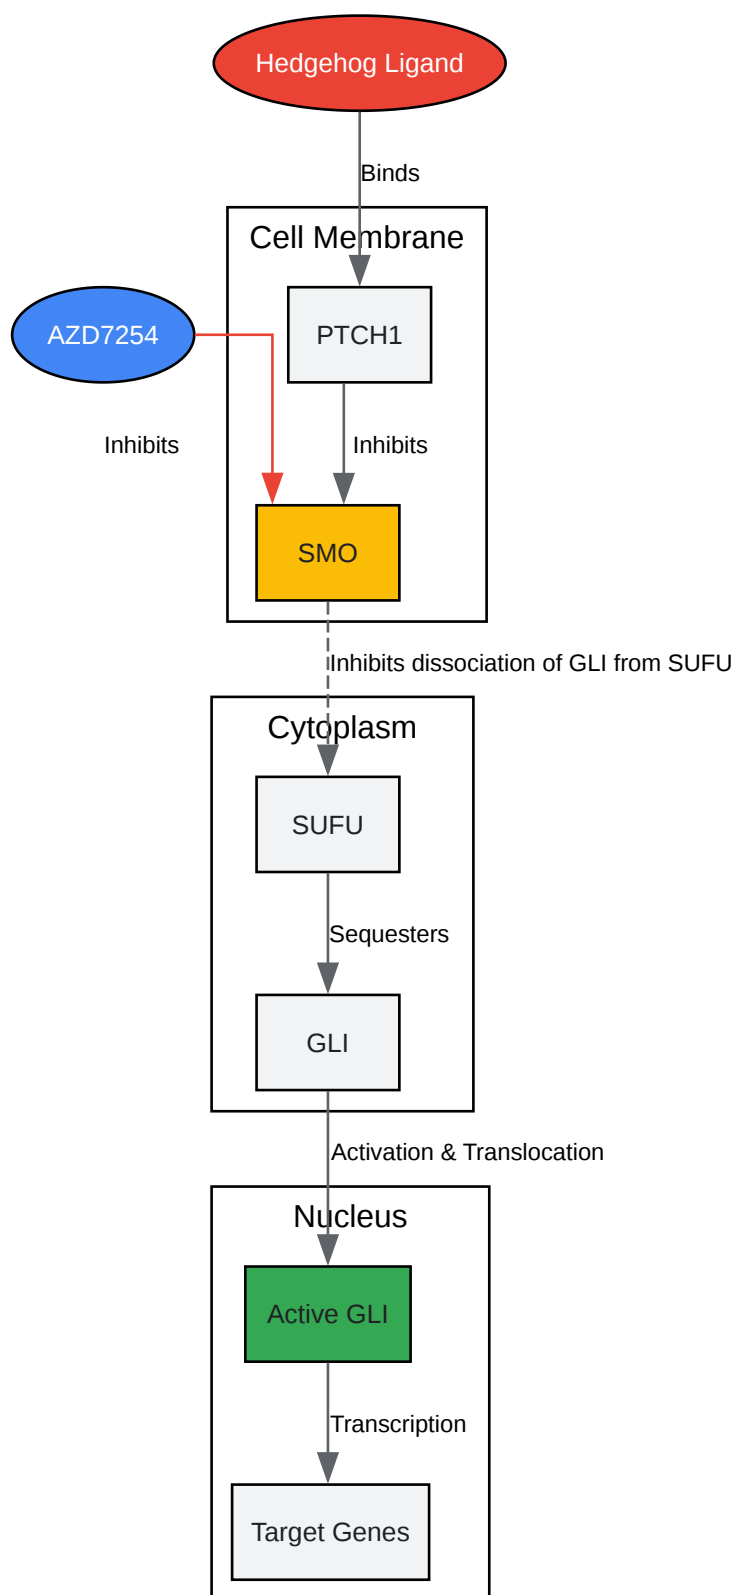 Hedgehog Ligand
Binds
Cell Membrane
AZD7254
PTCH1
Inhibits
Inhibits
SMO
Inhibits dissociation of GLI from SUFU
Cytoplasm
SUFU
Sequesters
GLI
Activation & Translocation
Nucleus
Active GLI
Transcription
Target Genes